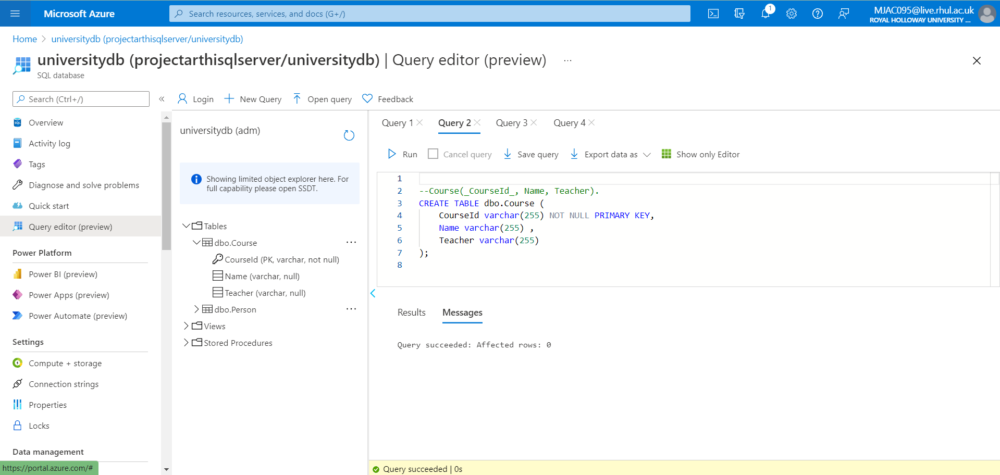 Microsoft Azure
Search resources, services, and docs (G+/)
1
MJAC095@live.rhul.ac.uk
ROYAL HOLLOWAY UNIVERSITY ...
Home > universitydb (projectarthisqlserver/universitydb)
universitydb (projectarthisqlserver/universitydb) | Query editor (preview) ...
SQL database
Search (Ctrl+/)
«
Login
New Query
Open query
Feedback
Overview
Activity log
Tags
Diagnose and solve problems
Quick start
Query editor (preview)
Power Platform
Power BI (preview)
Power Apps (preview)
Power Automate (preview)
Settings
Compute + storage
Connection strings
Properties
Locks
Data management
https://portal.azure.com/#
universitydb (adm)
Showing limited object explorer here. For
full capability please open SSDT.
Tables
dbo.Course ...
CourseId (PK, varchar, not null)
Name (varchar, null)
Teacher (varchar, null)
dbo.Person ...
Views
Stored Procedures
Query 1
Query 2
Query 3
Query 4
Run
Cancel query
Save query
Export data as
Show only Editor
1
2 --Course(_CourseId_, Name, Teacher).
3 CREATE TABLE dbo.Course (
4 CourseId varchar(255) NOT NULL PRIMARY KEY,
5 Name varchar(255) ,
6 Teacher varchar(255)
7 );
8
Results
Messages
Query succeeded: Affected rows: 0
Query succeeded | 0s